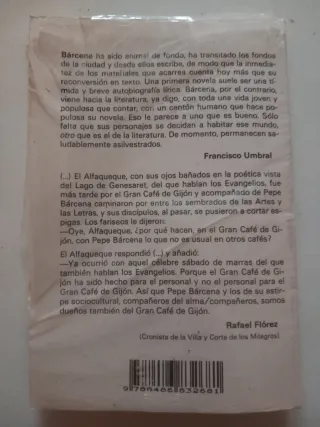 Bárcena ha sido animal de fondo, ha transitado los fondos
de la ciudad y desde ellos escribe, de modo que la inmedia-
tez de los materiales que acarrea cuenta hoy más que su
reconversión en texto. Una primera novela suele ser una tí-
mida y breve autobiografía lírica. Bárcena, por el contrario,
viene hacia la literatura, ya digo, con toda una vida joven y
populosa que contar, con un centón humano que hace po-
pulosa su novela. Eso le parece a uno que es bueno. Sólo
falta que sus personajes se decidan a habitar ese mundo,
otro que es el de la literatura. De momento, permanecen sa-
ludablemente asilvestrados.
Francisco Umbral
(...) El Alfaqueque, con sus ojos bañados en la poética vista
del Lago de Genesaret, del que hablan los Evangelios, fue
más tarde por el Gran Café de Gijón y acompañado de Pepe
Bárcena caminaron por entre los sembrados de las Artes y
las Letras, y sus discípulos, al pasar, se pusieron a cortar es-
pigas. Los fariseos le dijeron:
—Oye, Alfaqueque, ¿por qué hacen, en el Gran Café de Gi-
jón, con Pepe Bárcena lo que no es usual en otros cafés?
El Alfaqueque respondió (...) y añadió:
—Ya ocurrió con aquel célebre sábado de marras del que
también hablan los Evangelios. Porque el Gran Café de Gi-
jón ha sido hecho para el personal y no el personal para el
Gran Café de Gijón. Así que Pepe Bárcena y los de su estir-
pe sociocultural, compañeros del alma/compañeros, somos
dueños también del Gran Café de Gijón.
Rafael Flórez
(Cronista de la Villa y Corte de los Milagros)
9 788486 832681